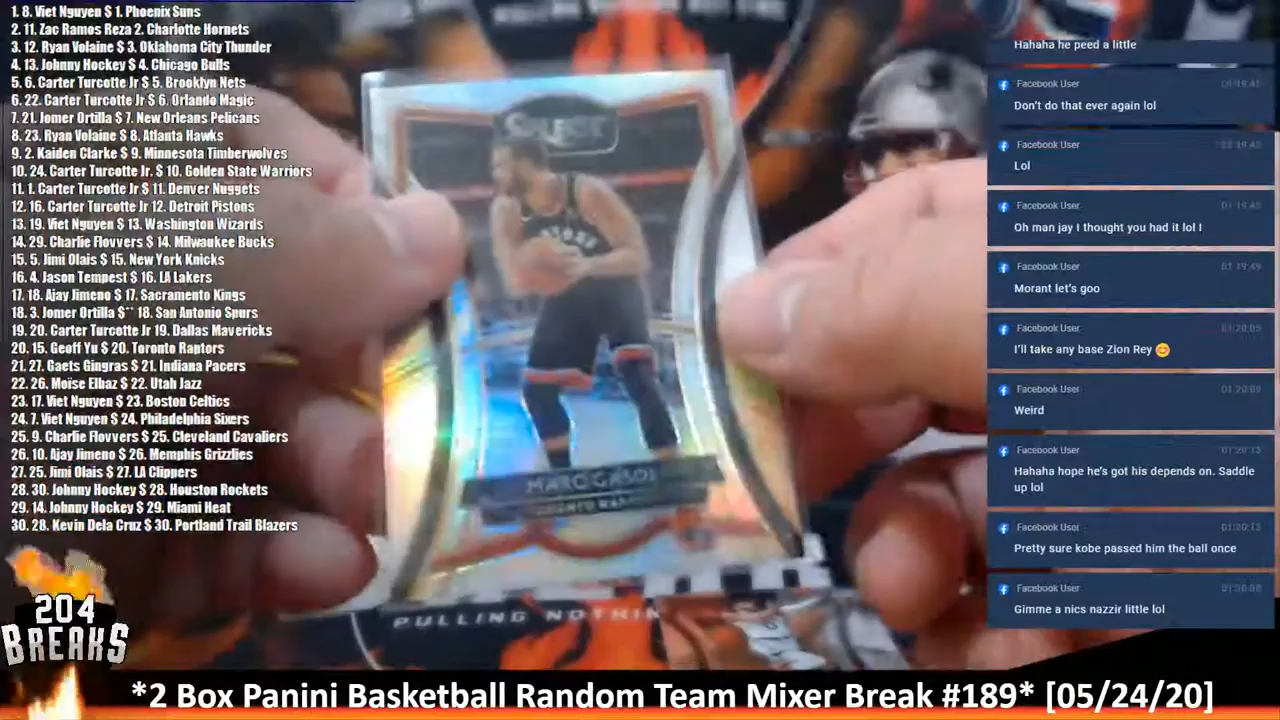 1. 8. Viet Nguyen $ 1. Phoenix Suns
2. 11. Zac Ramos Reza 2. Charlotte Hornets
3. 12. Ryan Volaine $ 3. Oklahoma City Thunder
4. 13. Johnny Hockey $ 4. Chicago Bulls
5. 6. Carter Turcotte Jr $ 5. Brooklyn Nets
6. 22. Carter Turcotte Jr $ 6. Orlando Magic
7. 21. Jomer Ortilla $ 7. New Orleans Pelicans
8. 23. Ryan Volaine $ 8. Atlanta Hawks
9. 2. Kaiden Clarke $ 9. Minnesota Timberwolves
10. 24. Carter Turcotte Jr. $ 10. Golden State Warriors
11. 1. Carter Turcotte Jr $ 11. Denver Nuggets
12. 16. Carter Turcotte Jr 12. Detroit Pistons
13. 19. Viet Nguyen $ 13. Washington Wizards
14. 29. Charlie Flovvers $ 14. Milwaukee Bucks
15. 5. Jimi Olais $ 15. New York Knicks
16. 4. Jason Tempest $ 16. LA Lakers
17. 18. Ajay Jimeno $ 17. Sacramento Kings
18. 3. Jomer Ortilla $** 18. San Antonio Spurs
19. 20. Carter Turcotte Jr 19. Dallas Mavericks
20. 15. Geoff Yu $ 20. Toronto Raptors
21. 27. Gaets Gingras $ 21. Indiana Pacers
22. 26. Moïse Elhaz $ 22. Utah Jazz
23. 17. Viet Nguyen $ 23. Boston Celtics
24. 7. Viet Nguyen $ 24. Philadelphia Sixers
25. 9. Charlie Flovvers $ 25. Cleveland Cavaliers
26. 10. Ajay Jimeno $ 26. Memphis Grizzlies
27. 25. Jimi Olais $ 27. LA Clippers
28. 30. Johnny Hockey $ 28. Houston Rockets
29. 14. Johnny Hockey $ 29. Miami Heat
30. 28. Kevin Dela Cruz $ 30. Portland Trail Blazers
204
BREAKS
SELECT
MARC GASOL
PULLING NOTHIN
Hahaha he peed a little
Facebook User
Don't do that ever again lol
Facebook User
Lol
Facebook User
Oh man jay I thought you had it lol !
Facebook User 01:19:49
Morant let's goo
Facebook User
I'll take any base Zion Rey 😊
Facebook User
Weird
Facebook User
Hahaha hope he's got his depends on. Saddle
up lol
Facebook User
Pretty sure kobe passed him the ball once
Facebook User
Gimme a nics nazzir little lol
*2 Box Panini Basketball Random Team Mixer Break #189* [05/24/20]